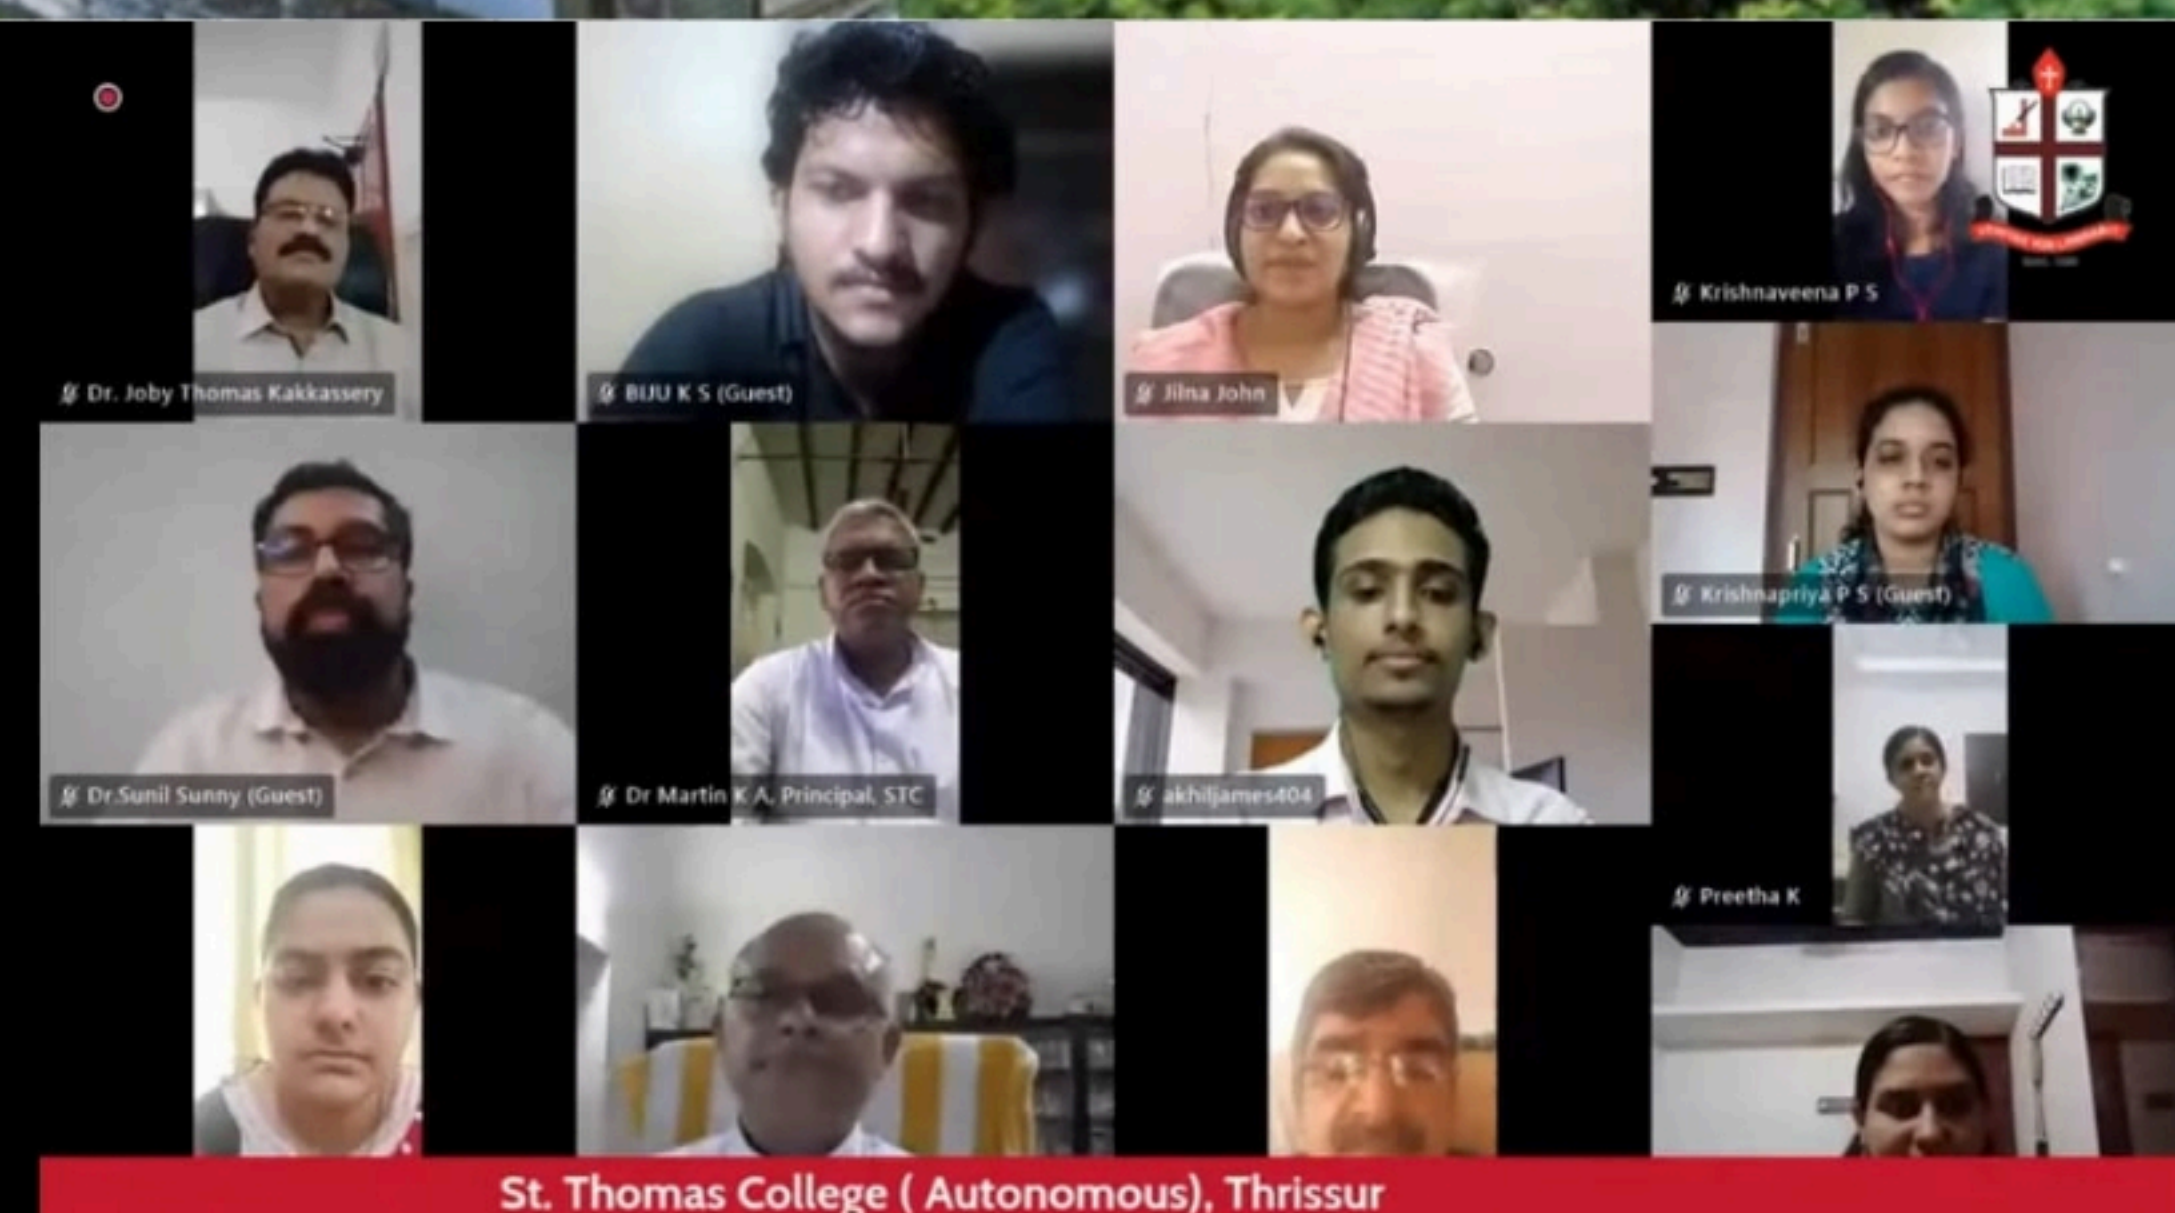 Krishnaveena P S
Dr. Joby Thomas Kakkassery
BIJU K S (Guest)
Jilna John
Krishnapriya P S (Guest)
Dr.Sunil Sunny (Guest)
Dr Martin K A, Principal, STC
akhiljames404
Preetha K
St. Thomas College ( Autonomous), Thrissur